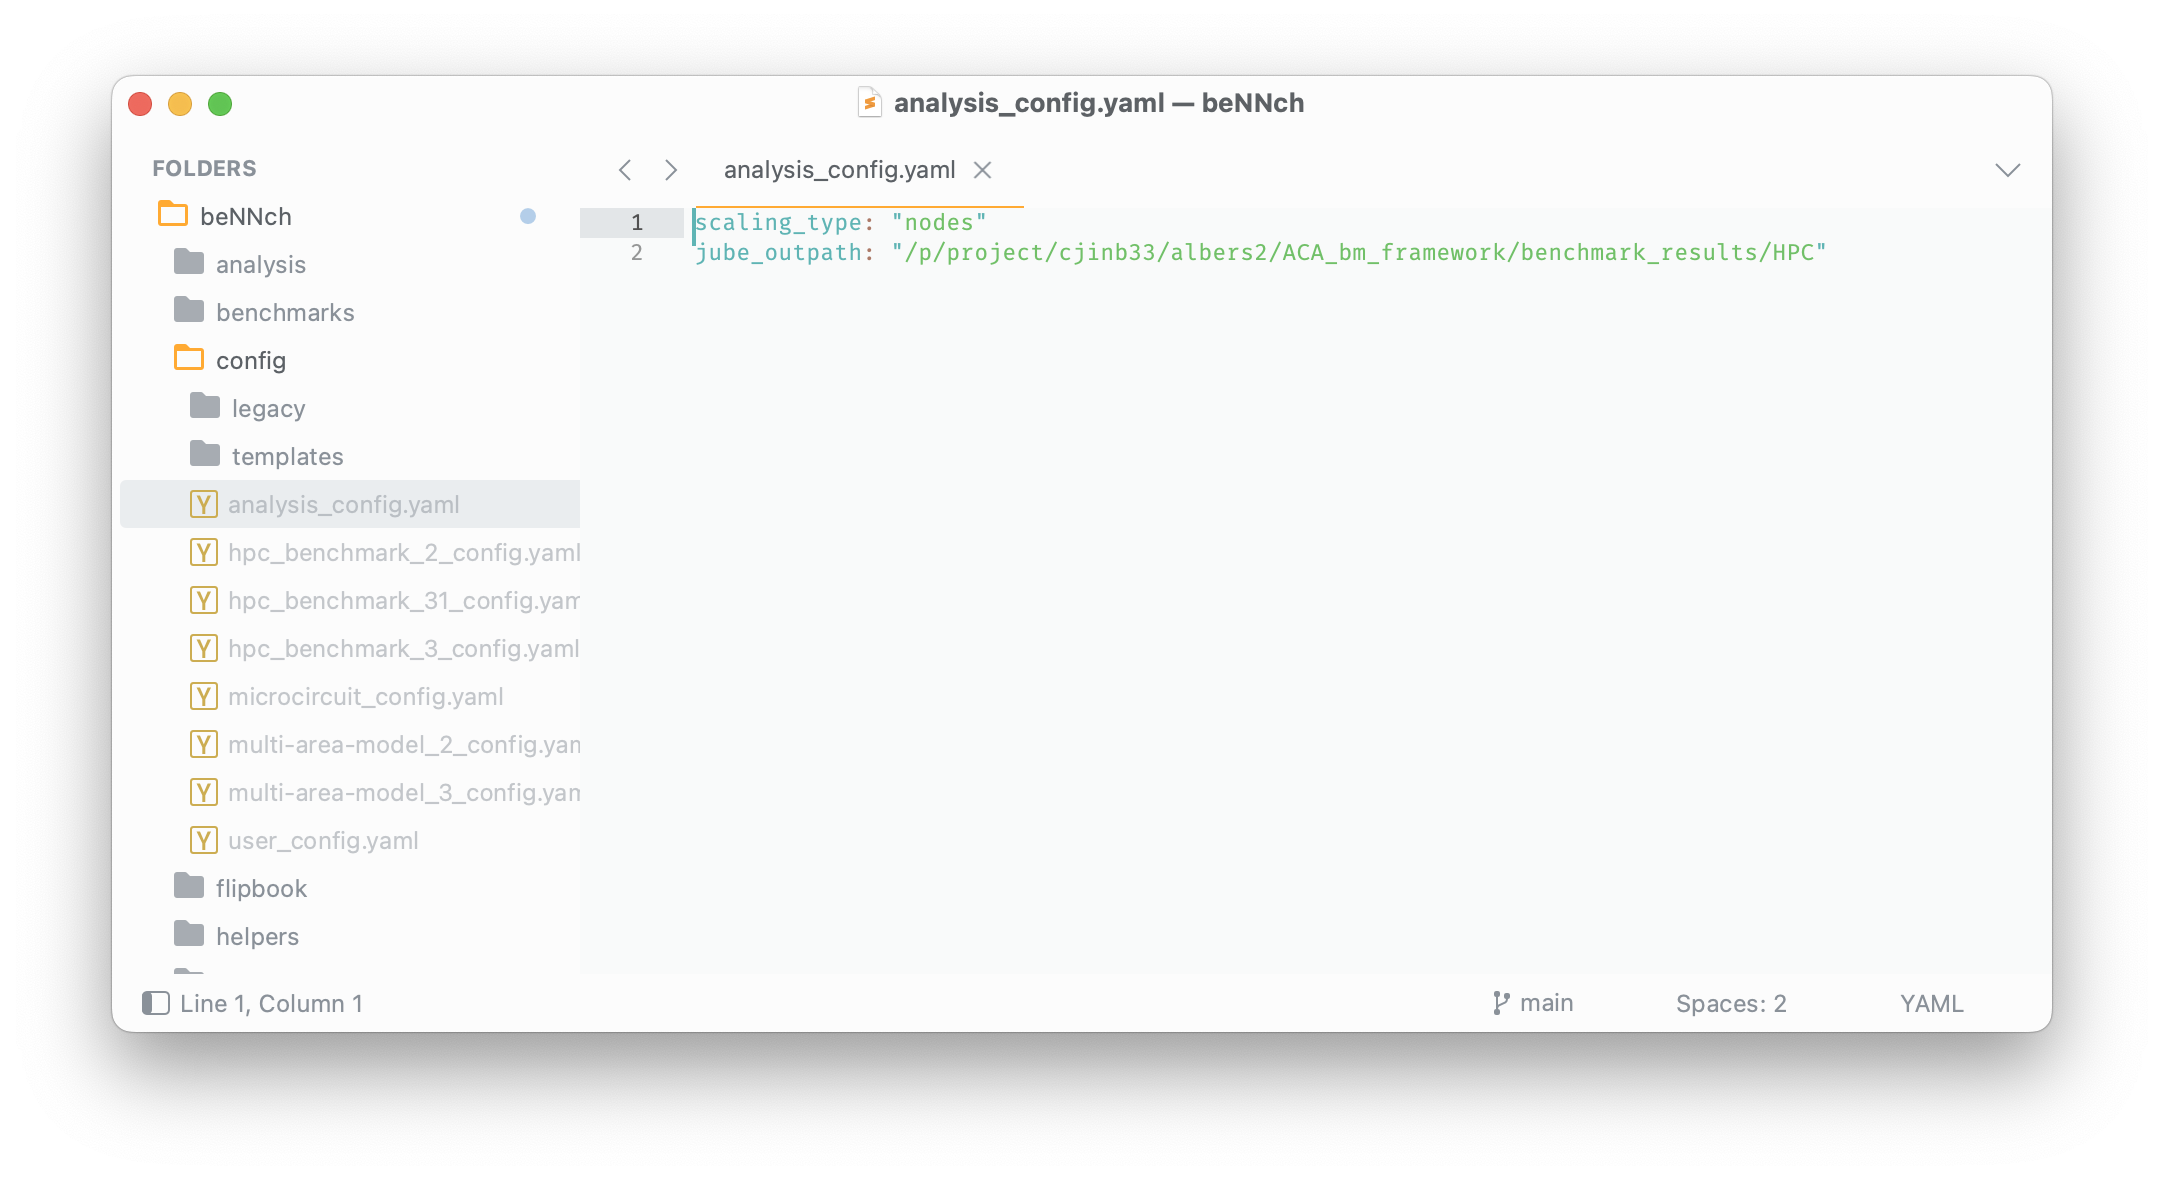 analysis_config.yaml — beNNch
FOLDERS
beNNch
analysis
benchmarks
config
legacy
templates
analysis_config.yaml
hpc_benchmark_2_config.yaml
hpc_benchmark_31_config.yam
hpc_benchmark_3_config.yaml
microcircuit_config.yaml
multi-area-model_2_config.yam
multi-area-model_3_config.yam
user_config.yaml
flipbook
helpers
analysis_config.yaml
1 scaling_type: "nodes"
2 jube_outpath: "/p/project/cjinb33/albers2/ACA_bm_framework/benchmark_results/HPC"
Line 1, Column 1
main
Spaces: 2
YAML